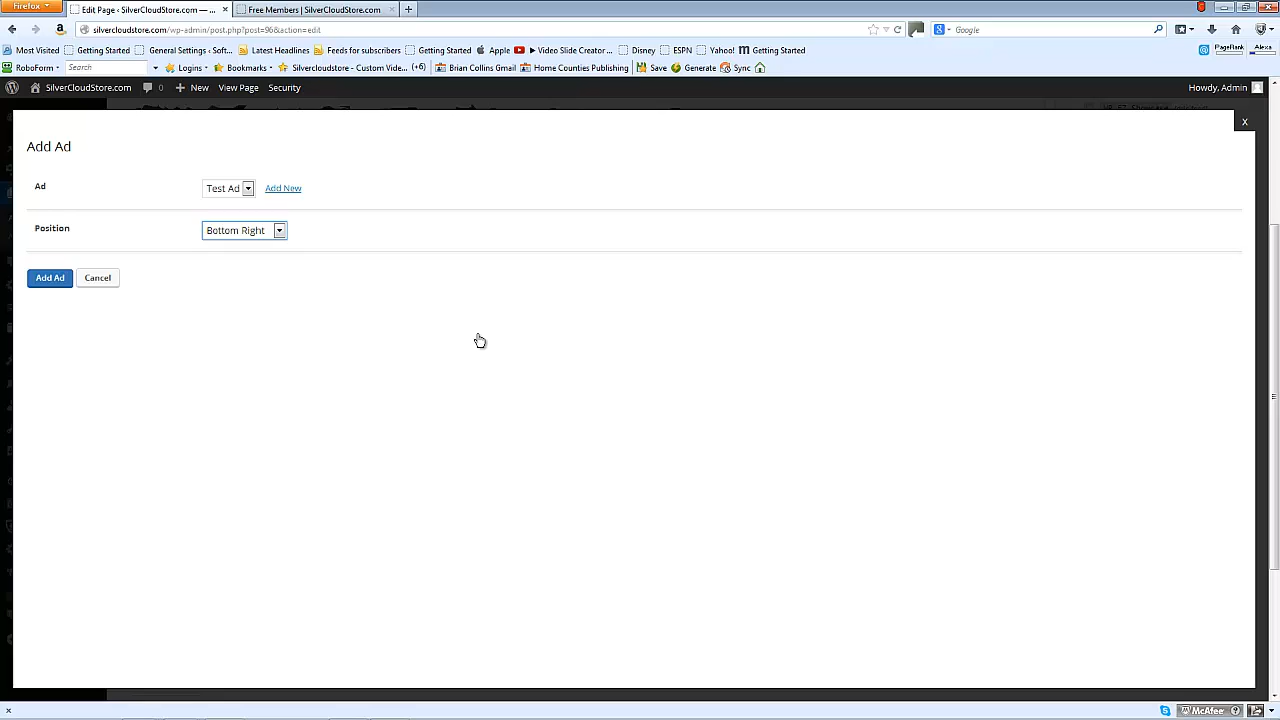 Firefox
Edit Page ‹ SilverCloudStore.com — ... x
Free Members | SilverCloudStore.com x
+
silvercloudstore.com/wp-admin/post.php?post=96&action=edit
Google
Most Visited Getting Started General Settings ‹ Soft... Latest Headlines Feeds for subscribers Getting Started Apple ► Video Slide Creator ... Disney ESPN Yahoo! Getting Started
PageRank Alexa
RoboForm Search Logins Bookmarks Silvercloudstore - Custom Vide... (+6) Brian Collins Gmail Home Counties Publishing Save Generate Sync
SilverCloudStore.com 0 + New View Page Security Howdy, Admin
x
Add Ad
Ad Test Ad Add New
Position Bottom Right
Add Ad Cancel
McAfee